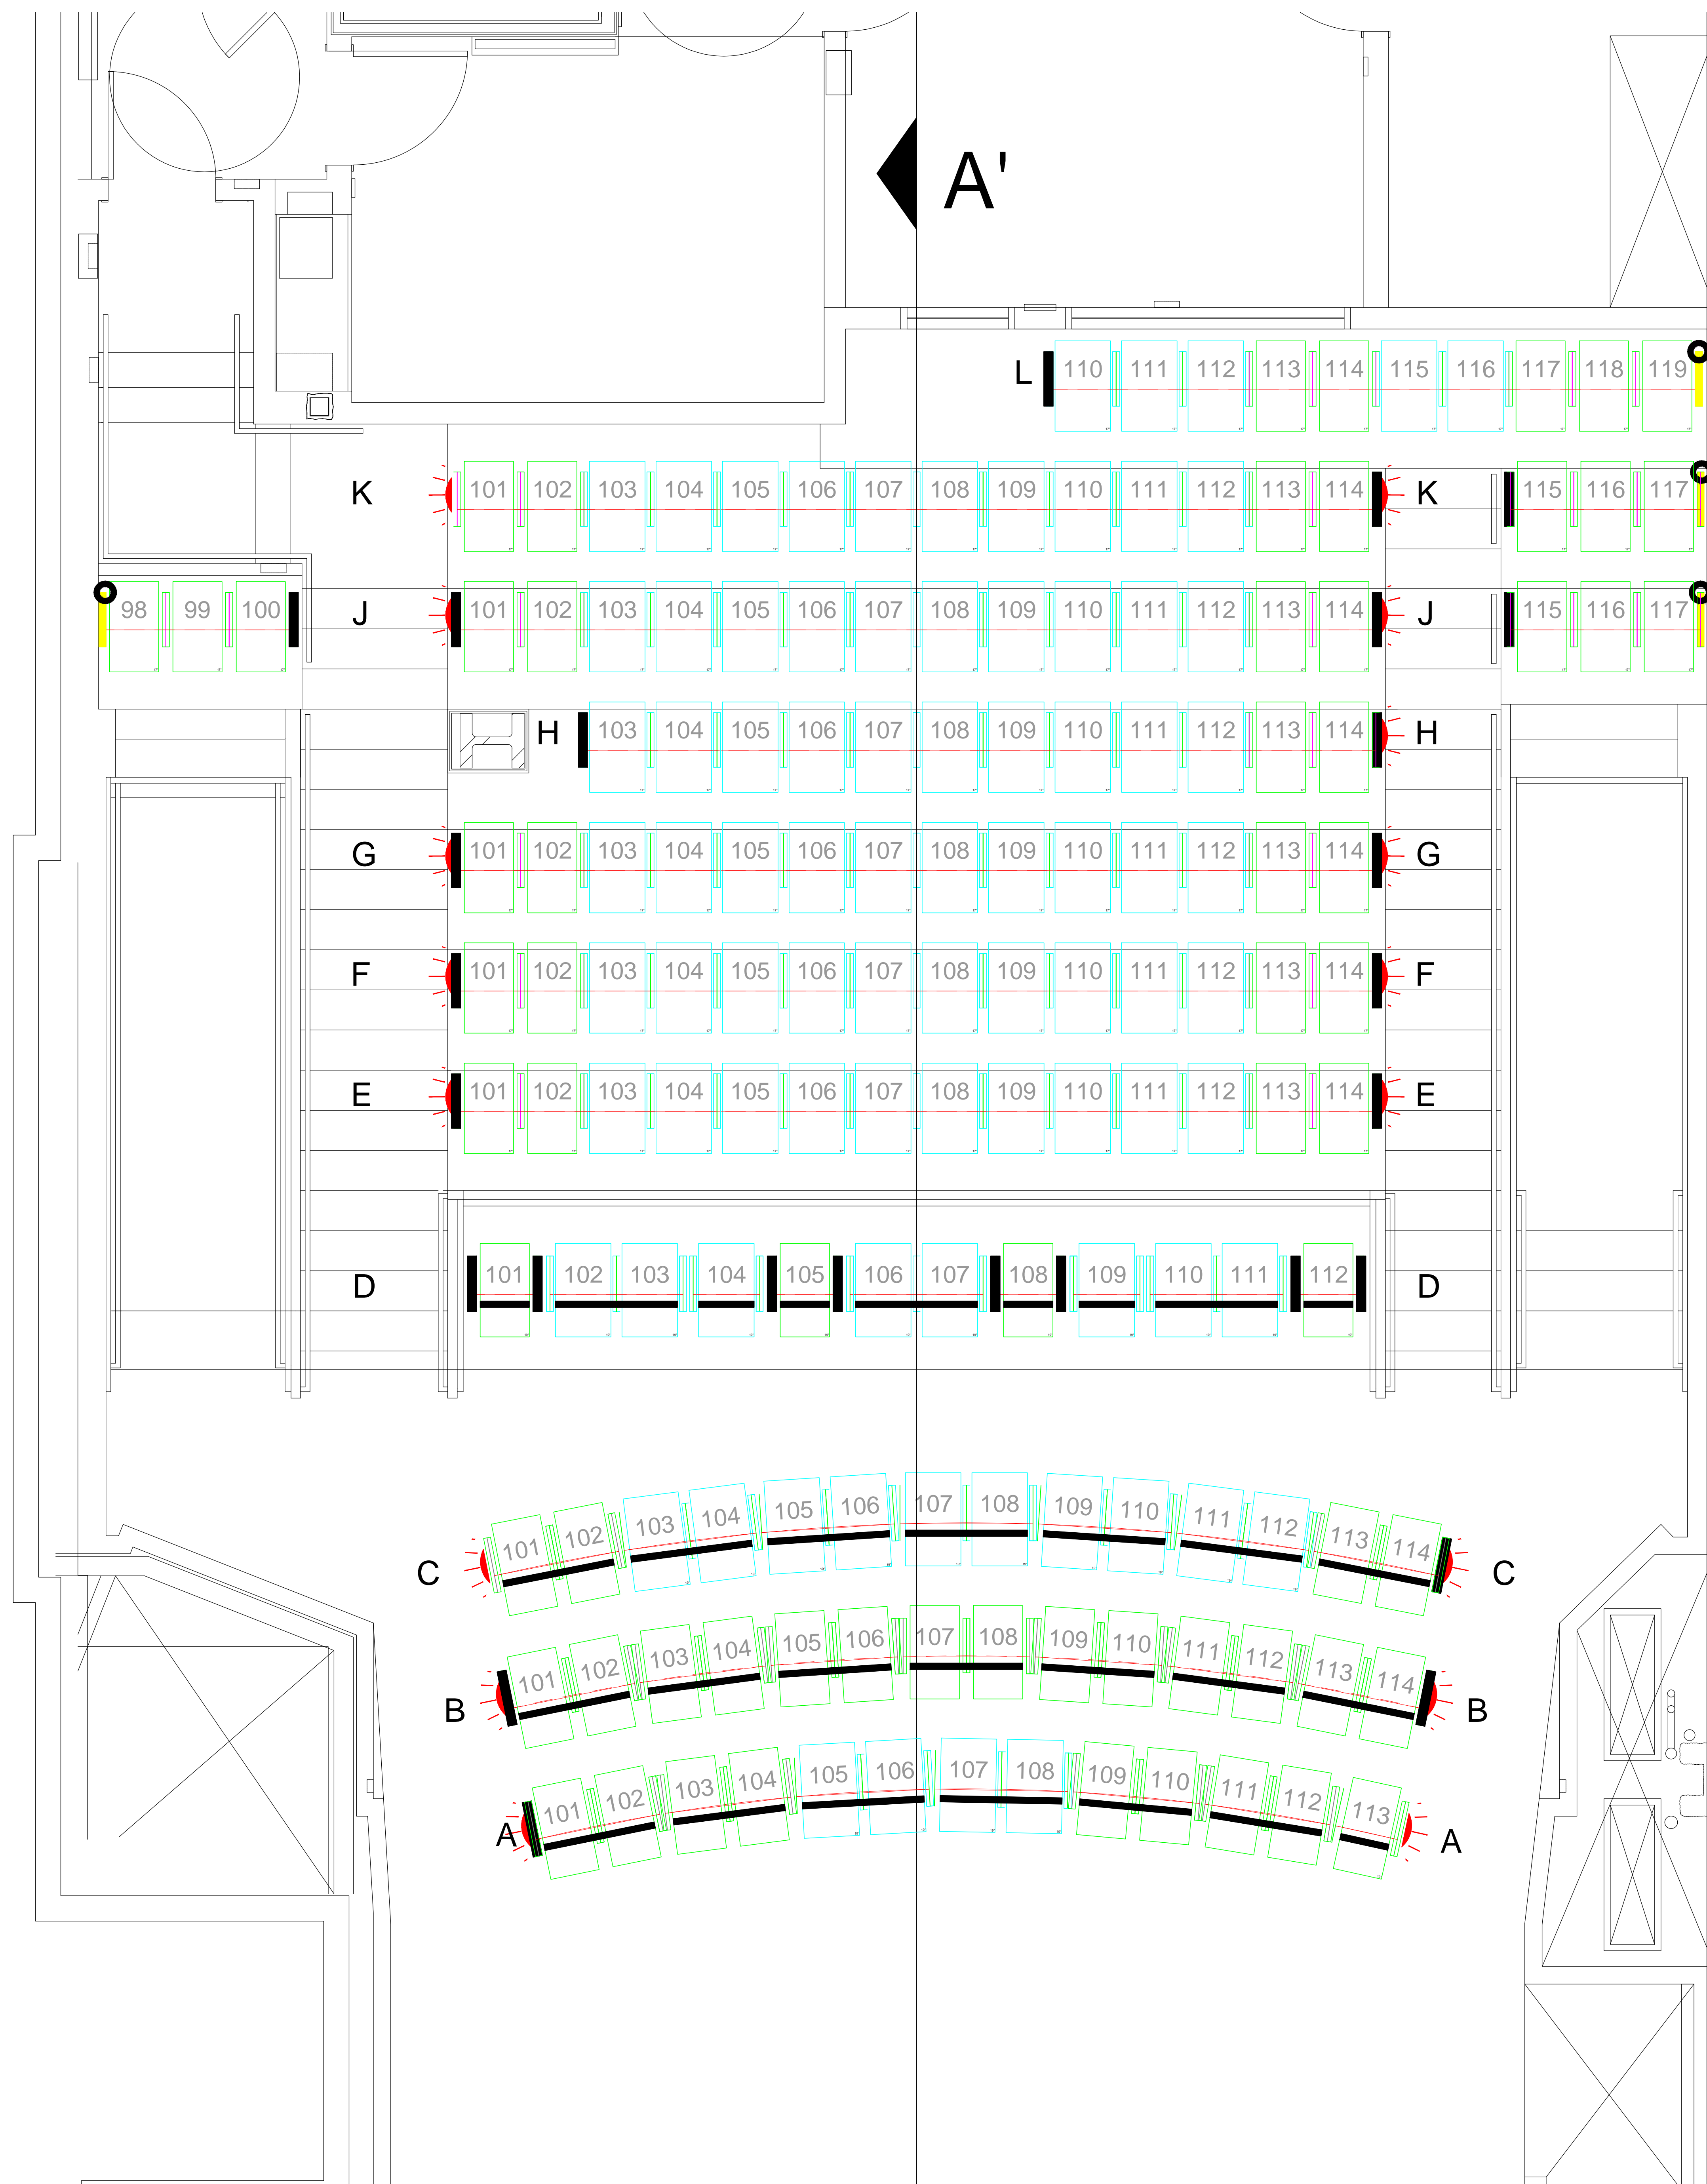 A'
L 110 111 112 113 114 115 116 117 118 119
K 101 102 103 104 105 106 107 108 109 110 111 112 113 114 K 115 116 117
98 99 100 J 101 102 103 104 105 106 107 108 109 110 111 112 113 114 J 115 116 117
H 103 104 105 106 107 108 109 110 111 112 113 114 H
G 101 102 103 104 105 106 107 108 109 110 111 112 113 114 G
F 101 102 103 104 105 106 107 108 109 110 111 112 113 114 F
E 101 102 103 104 105 106 107 108 109 110 111 112 113 114 E
D 101 102 103 104 105 106 107 108 109 110 111 112 D
C 101 102 103 104 105 106 107 108 109 110 111 112 113 114 C
B 101 102 103 104 105 106 107 108 109 110 111 112 113 114 B
A 101 102 103 104 105 106 107 108 109 110 111 112 113 A